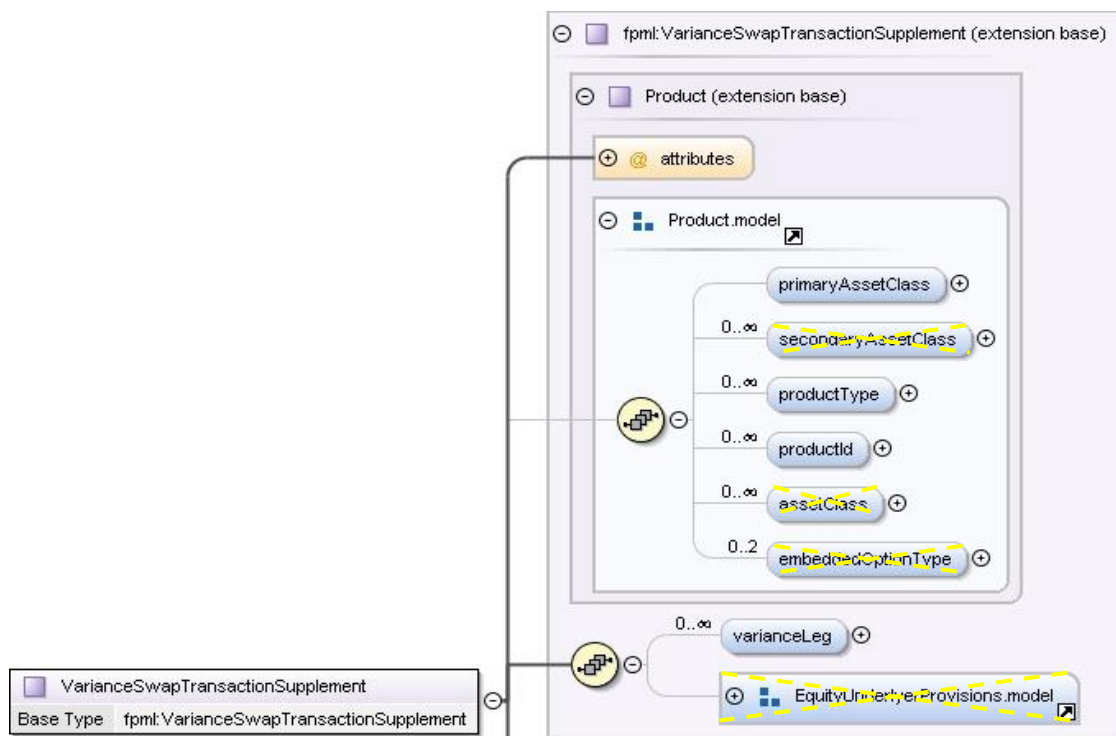 fpml:VarianceSwapTransactionSupplement (extension base)
Product (extension base)
@ attributes
Product.model
primaryAssetClass
0..∞
secondaryAssetClass
0..∞
productType
0..∞
productId
0..∞
assetClass
0..2
embeddedOptionType
0..∞
varianceLeg
EquityUnderlyerProvisions.model
VarianceSwapTransactionSupplement
Base Type fpml:VarianceSwapTransactionSupplement